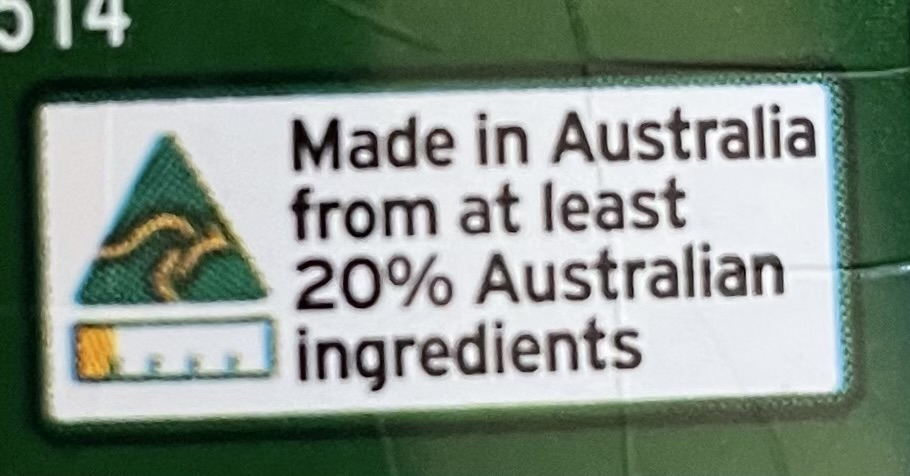 514
Made in Australia
from at least
20% Australian
ingredients